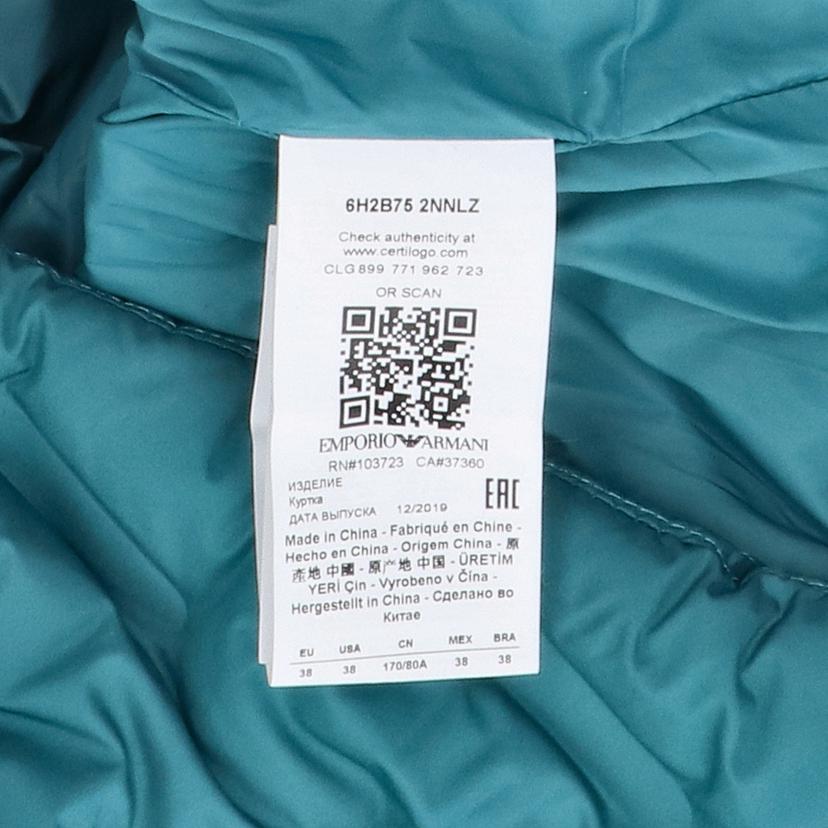 6H2B75 2NNLZ
Check authenticity at
www.certilogo.com
CLG 899 771 962 723
OR SCAN
EMPORIO ARMANI
RN#103723 CA#37360
ИЗДЕЛИЕ
Куртка
ДАТА ВЫПУСКА 12/2019
EAC
Made in China - Fabriqué en Chine -
Hecho en China - Origem China - 原
產地 中國 - 原产地 中国 - ÜRETİM
YERİ Çin - Vyrobeno v Čína -
Hergestellt in China - Сделано во
Китае
EU USA CN MEX BRA
38 38 170/80A 38 38